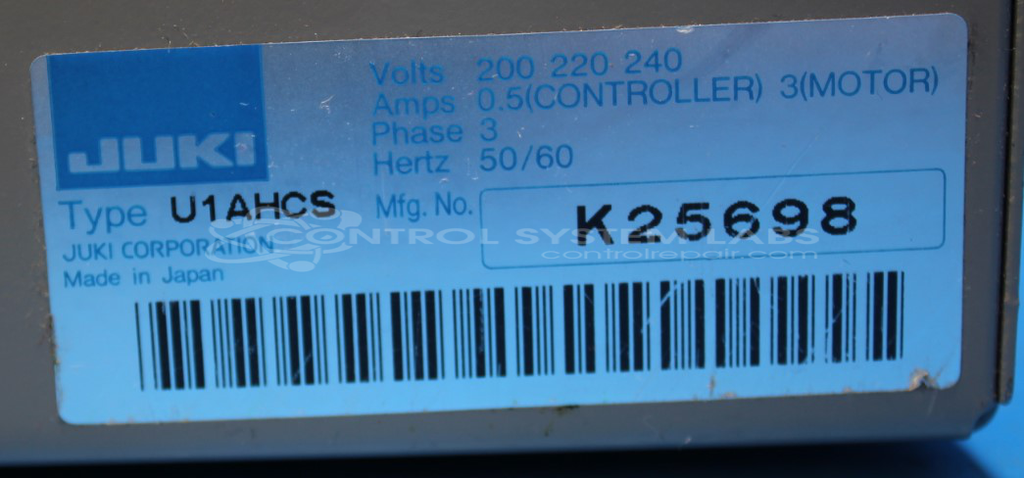 JUKI
Volts 200 220 240
Amps 0.5(CONTROLLER) 3(MOTOR)
Phase 3
Hertz 50/60
Type U1AHCS
Mfg. No. K25698
JUKI CORPORATION
Made in Japan
CONTROL SYSTEM LABS
controlrepair.com